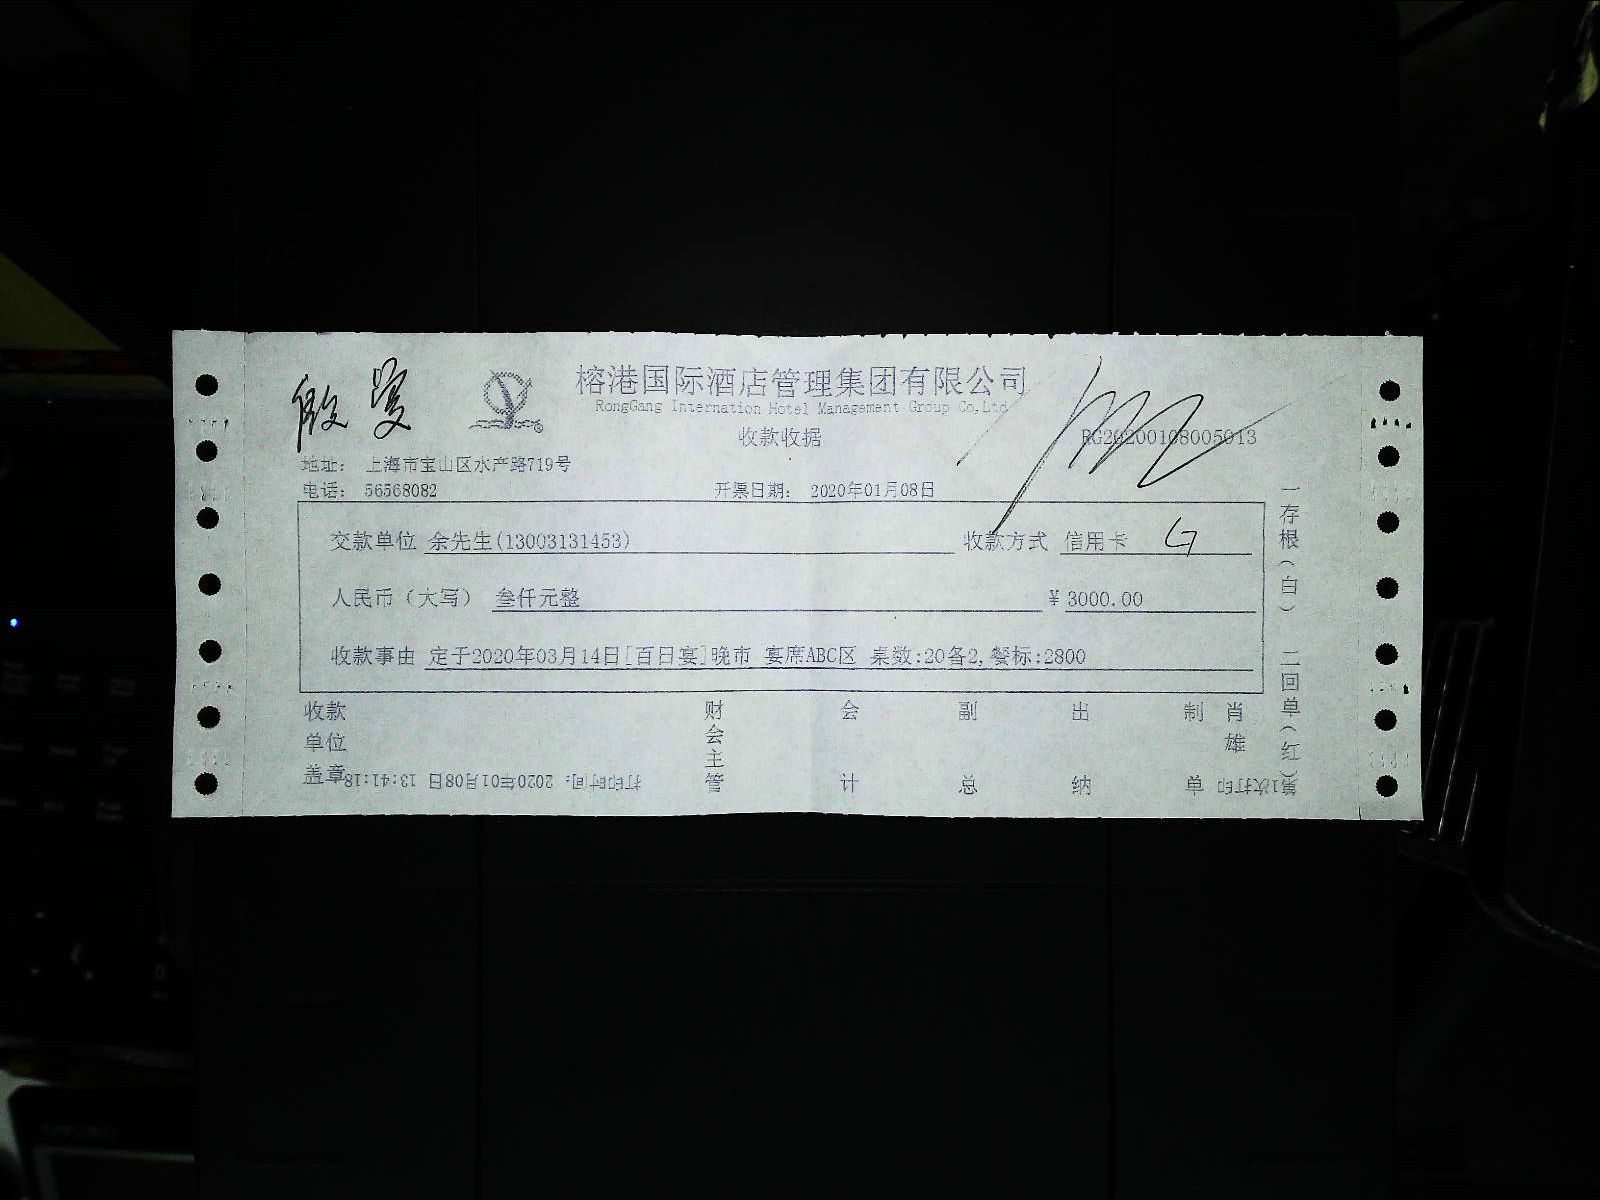 榕港国际酒店管理集团有限公司
RongGang Internation Hotel Management Group Co,Ltd
收款收据
RG20200108005013
地址： 上海市宝山区水产路719号
电话： 56568082
开票日期： 2020年01月08日
交款单位 余先生(13003131453)
收款方式 信用卡
人民币（大写） 叁仟元整
¥ 3000.00
收款事由 定于2020年03月14日[百日宴]晚市 宴席ABC区 桌数:20备2,餐标:2800
一存根（白） 二回单（红）
收款单位盖章
财会主管
会计
副总
出纳
制单
肖雄
打印时间：2020年01月08日 13:41:18
第1次打印